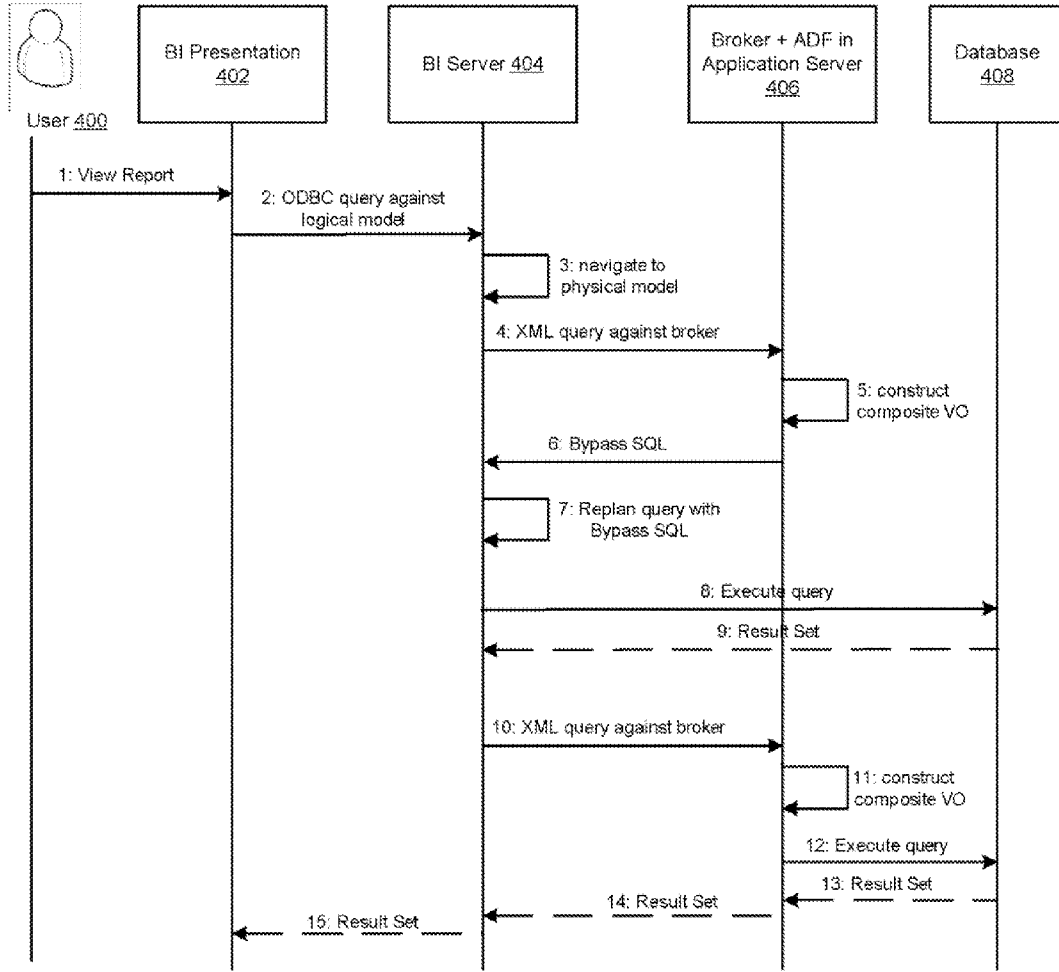 BI Presentation
402
BI Server 404
Broker + ADF in
Application Server
406
Database
408
User 400
1: View Report
2: ODBC query against
logical model
3: navigate to
physical model
4: XML query against broker
5: construct
composite VO
6: Bypass SQL
7: Replan query with
Bypass SQL
8: Execute query
9: Result Set
10: XML query against broker
11: construct
composite VO
12: Execute query
13: Result Set
14: Result Set
15: Result Set